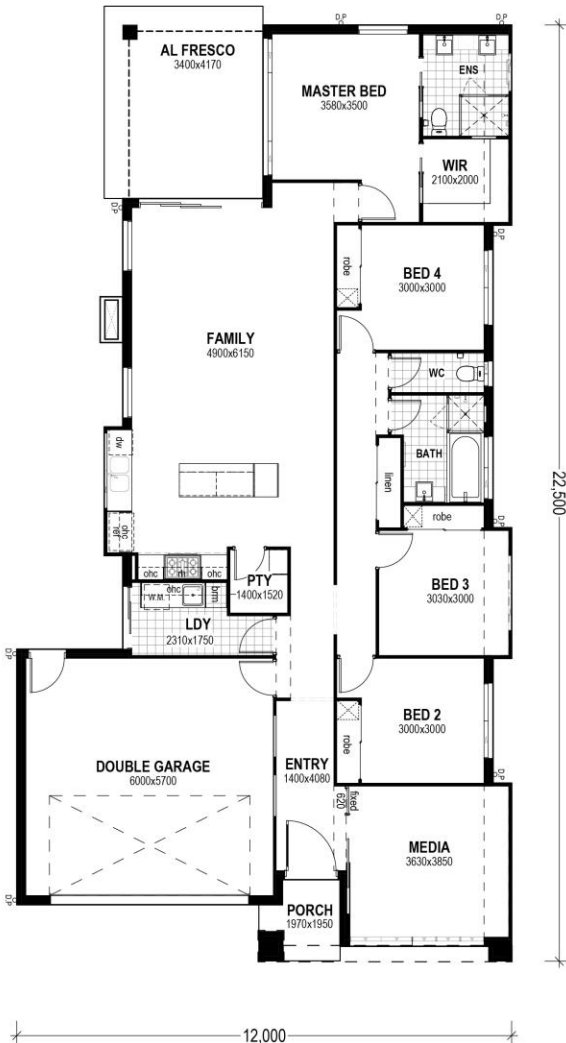 D.P
D.P
AL FRESCO
3400x4170
MASTER BED
3580x3500
ENS
WIR
2100x2000
D.P
D.P
robe
BED 4
3000x3000
FAMILY
4900x6150
WC
BATH
dw
linen
ohc
ref
robe
D.P
22,500
ohc
ohc
PTY
1400x1520
BED 3
3030x3000
W.M.
ohc
brm
LDY
2310x1750
D.P
BED 2
3000x3000
robe
DOUBLE GARAGE
6000x5700
ENTRY
1400x4080
D.P
620
fixed
MEDIA
3630x3850
D.P
PORCH
1970x1950
12,000